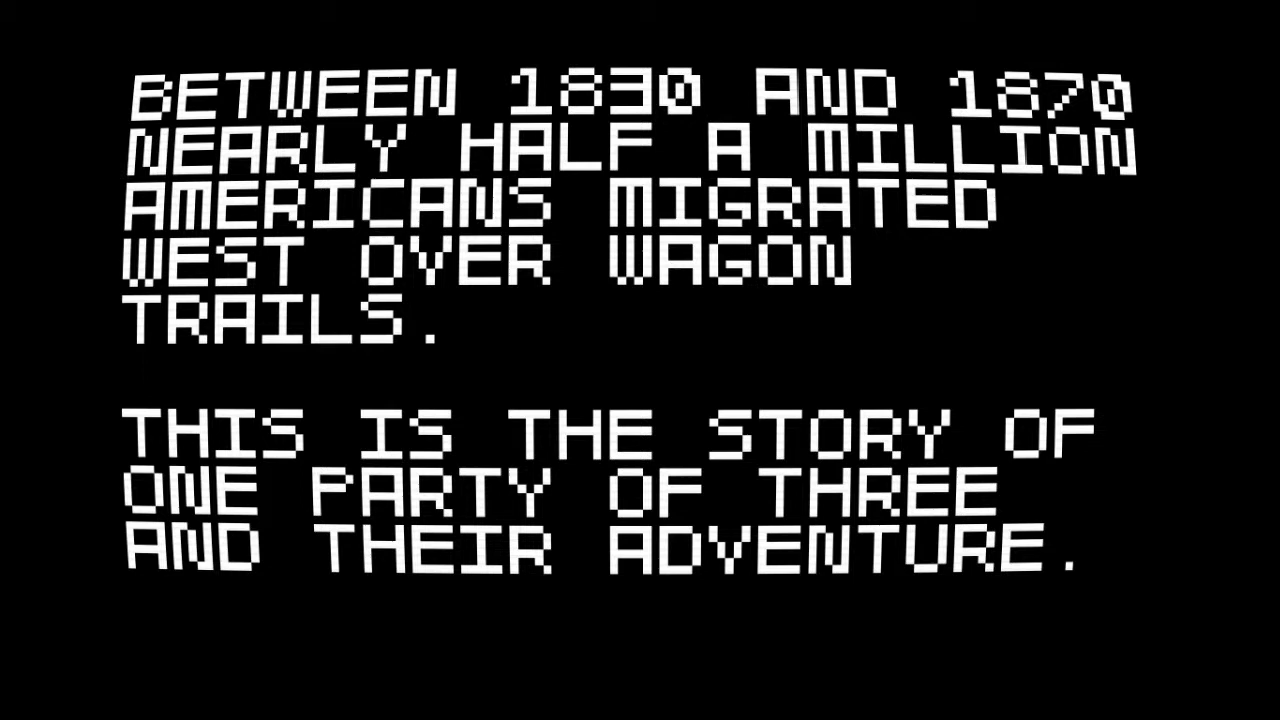 BETWEEN 1830 AND 1870
NEARLY HALF A MILLION
AMERICANS MIGRATED
WEST OVER WAGON
TRAILS.
THIS IS THE STORY OF
ONE PARTY OF THREE
AND THEIR ADVENTURE.